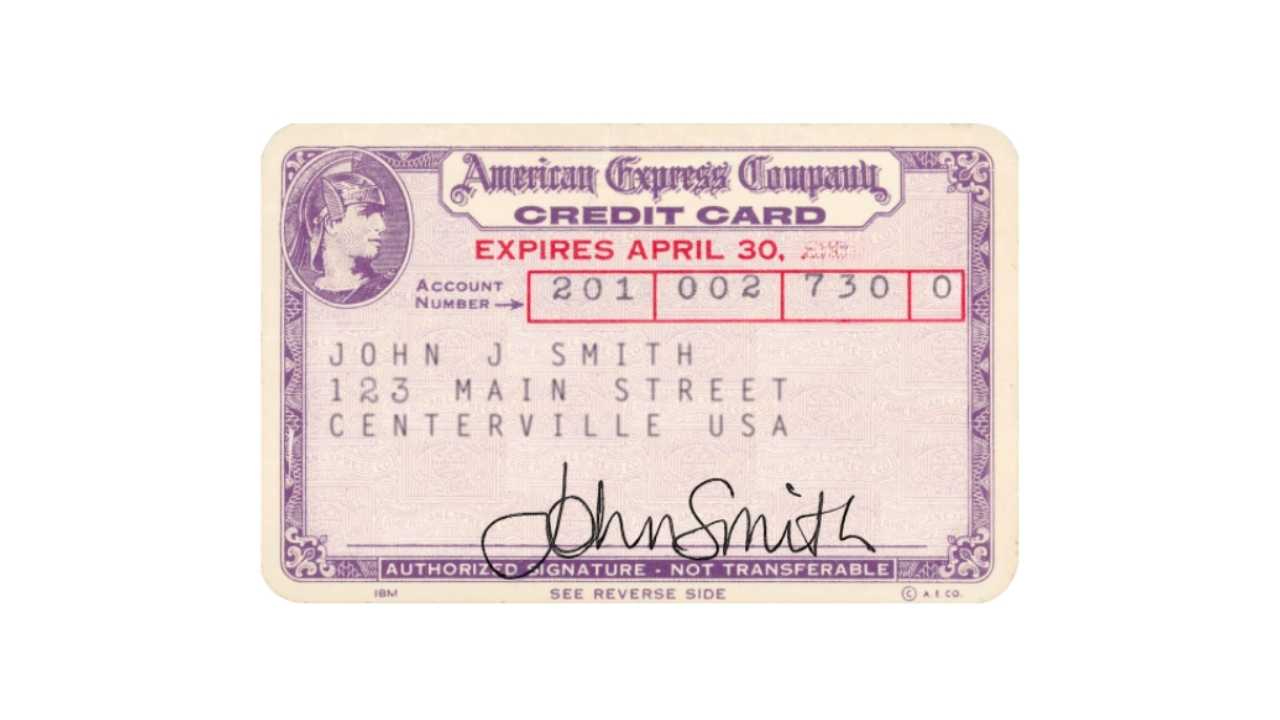 American Express Company
CREDIT CARD
EXPIRES APRIL 30,
ACCOUNT NUMBER → 201 002 730 0
JOHN J SMITH
123 MAIN STREET
CENTERVILLE USA
John Smith
AUTHORIZED SIGNATURE · NOT TRANSFERABLE
IBM SEE REVERSE SIDE © A.E.CO.